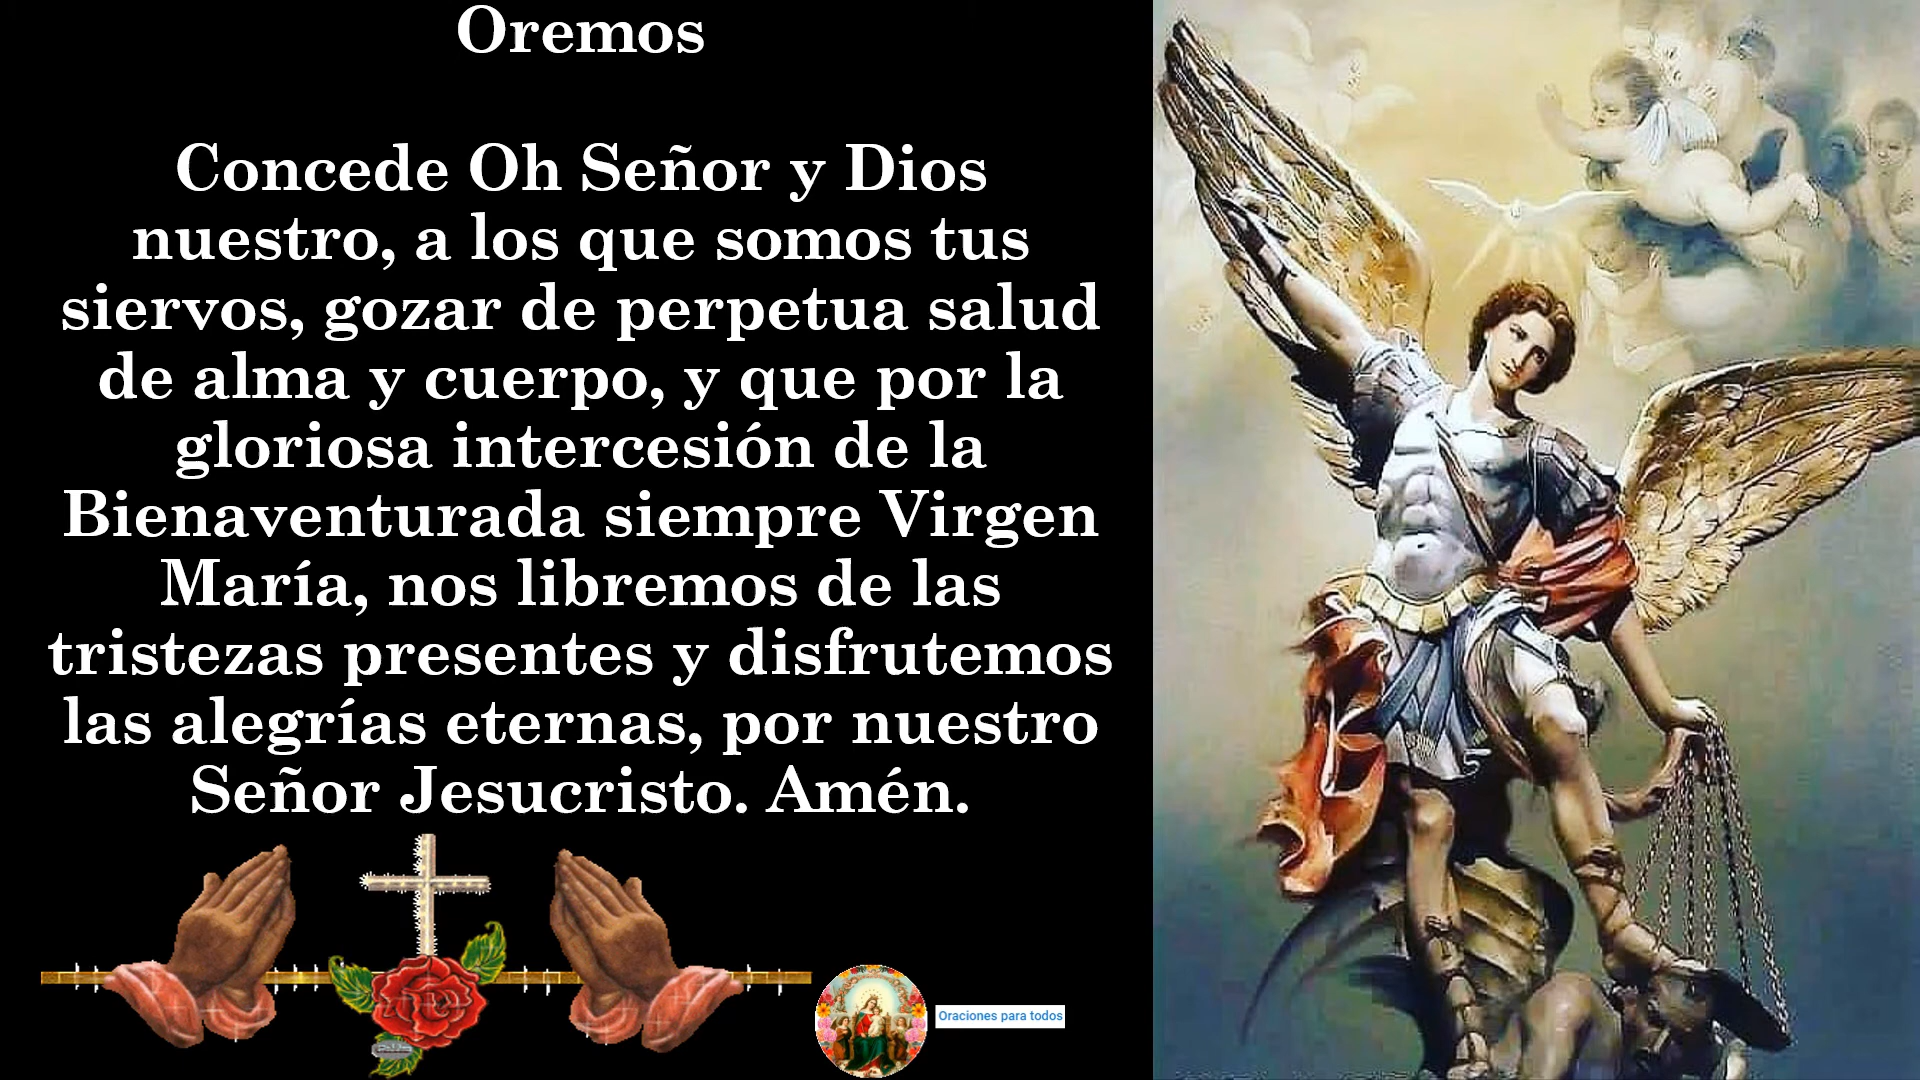 Oremos
Concede Oh Señor y Dios
nuestro, a los que somos tus
siervos, gozar de perpetua salud
de alma y cuerpo, y que por la
gloriosa intercesión de la
Bienaventurada siempre Virgen
María, nos libremos de las
tristezas presentes y disfrutemos
las alegrías eternas, por nuestro
Señor Jesucristo. Amén.
Oraciones para todos